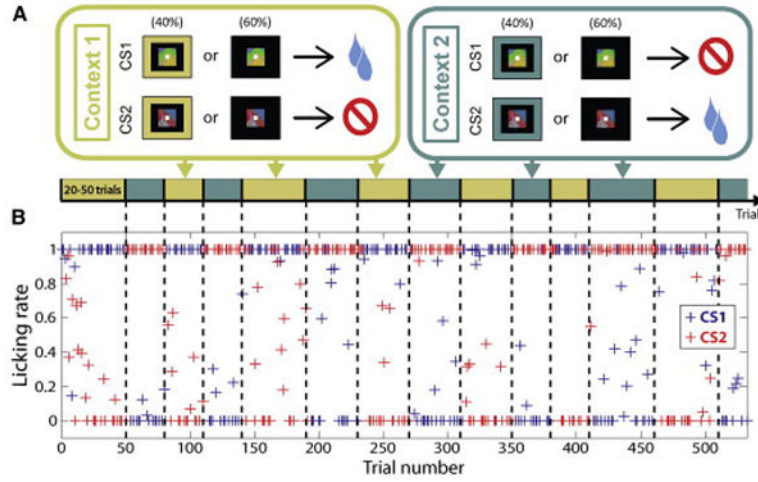 A
Context 1
(40%) (60%)
CS1 or
CS2 or
Context 2
(40%) (60%)
CS1 or
CS2 or
20-50 trials
Trial
B
Licking rate
1
0.8
0.6
0.4
0.2
0
CS1
CS2
0 50 100 150 200 250 300 350 400 450 500
Trial number